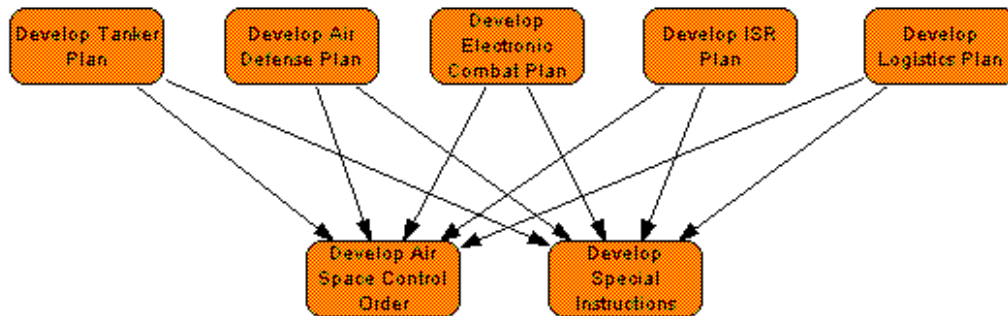 Develop Tanker
Plan
Develop Air
Defense Plan
Develop
Electronic
Combat Plan
Develop ISR
Plan
Develop
Logistics Plan
Develop Air
Space Control
Order
Develop
Special
Instructions